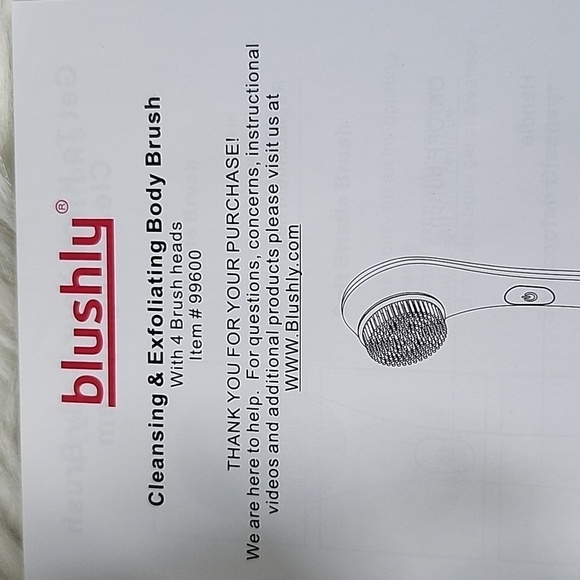 blushly®
Cleansing & Exfoliating Body Brush
With 4 Brush heads
Item # 99600
THANK YOU FOR YOUR PURCHASE!
We are here to help. For questions, concerns, instructional
videos and additional products please visit us at
WWW.Blushly.com